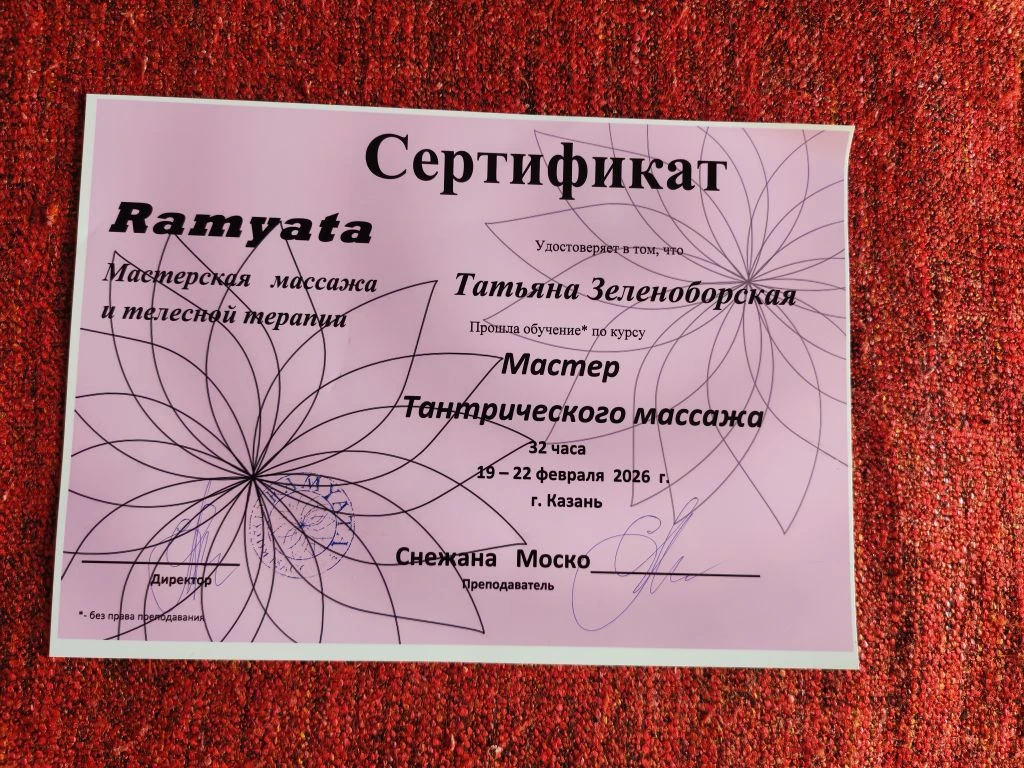 Сертификат
Ramyata
Мастерская массажа
и телесной терапии
Удостоверяет в том, что
Татьяна Зеленоборская
Прошла обучение* по курсу
Мастер
Тантрического массажа
32 часа
19 – 22 февраля 2026 г.
г. Казань
Снежана Моско
Преподаватель
Директор
*- без права преподавания
RAMYATA